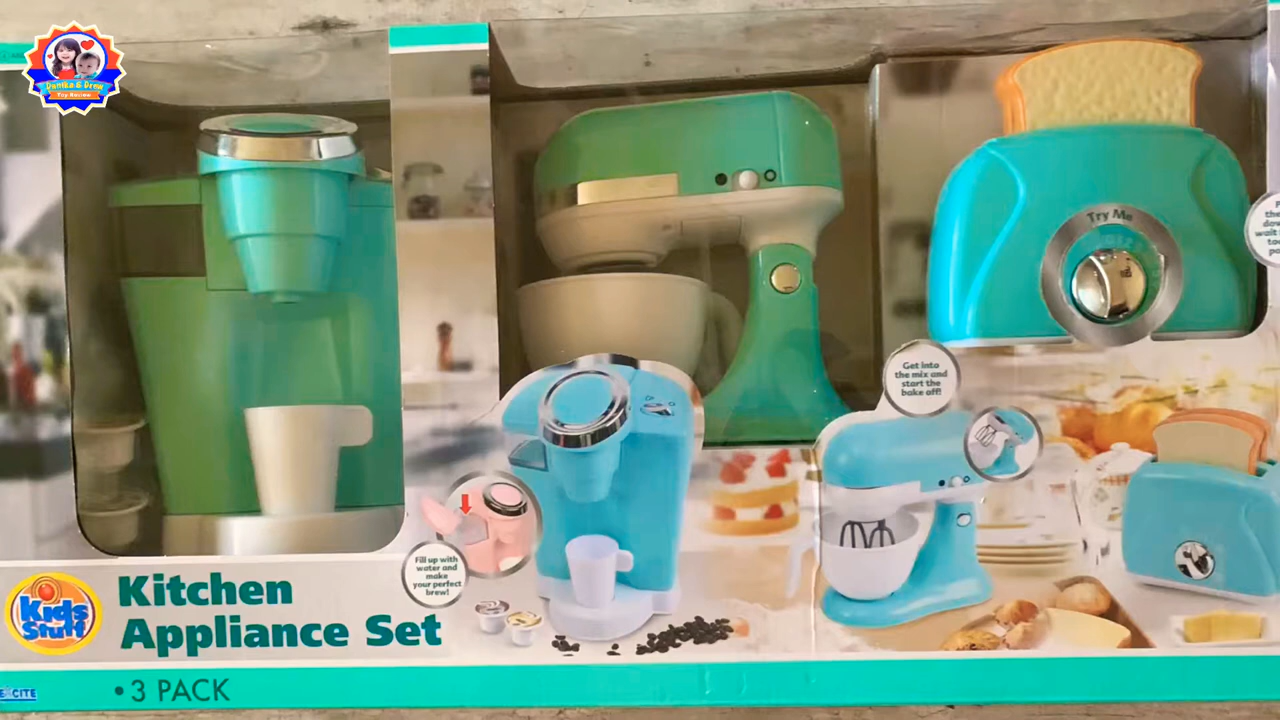 Danika & Drew
Toy Review
Try Me
Get into
the mix and
start the
bake off!
Fill up with
water and
make
your perfect
brew!
Kids
Stuff
Kitchen
Appliance Set
• 3 PACK